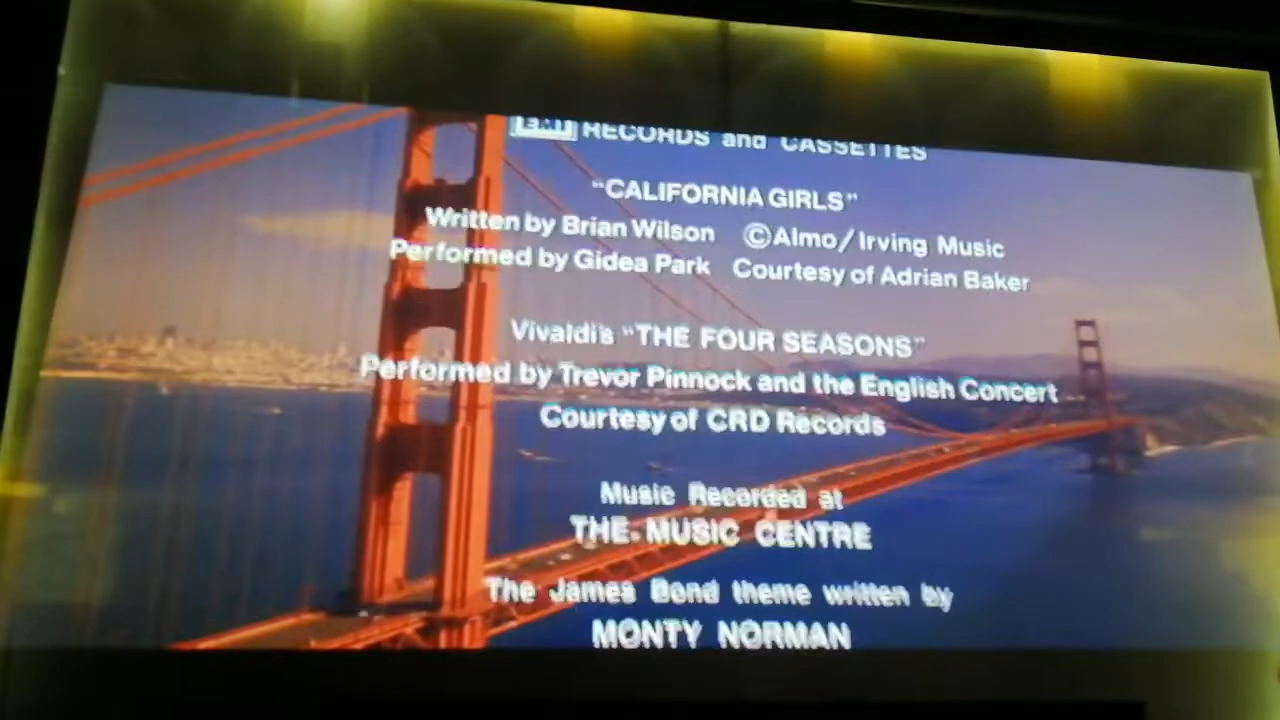 EMI RECORDS and CASSETTES
"CALIFORNIA GIRLS"
Written by Brian Wilson ©Almo/Irving Music
Performed by Gidea Park Courtesy of Adrian Baker
Vivaldi's "THE FOUR SEASONS"
Performed by Trevor Pinnock and the English Concert
Courtesy of CRD Records
Music Recorded at
THE MUSIC CENTRE
The James Bond theme written by
MONTY NORMAN